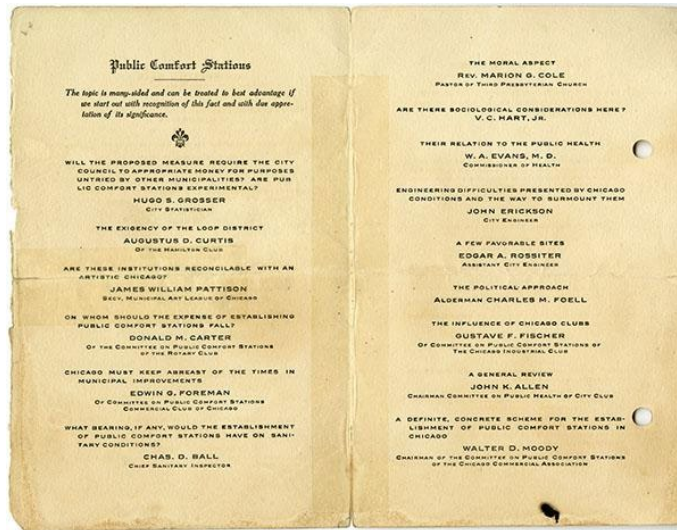 Public Comfort Stations
The topic is many-sided and can be treated to best advantage if
we start out with recognition of this fact and with due appre-
ciation of its significance.
WILL THE PROPOSED MEASURE REQUIRE THE CITY
COUNCIL TO APPROPRIATE MONEY FOR PURPOSES
UNTRIED BY OTHER MUNICIPALITIES? ARE PUB
LIC COMFORT STATIONS EXPERIMENTAL?
HUGO S. GROSSER
CITY STATISTICIAN
THE EXIGENCY OF THE LOOP DISTRICT
AUGUSTUS D. CURTIS
OF THE HAMILTON CLUB
ARE THESE INSTITUTIONS RECONCILABLE WITH AN
ARTISTIC CHICAGO?
JAMES WILLIAM PATTISON
SECY, MUNICIPAL ART LEAGUE OF CHICAGO
ON WHOM SHOULD THE EXPENSE OF ESTABLISHING
PUBLIC COMFORT STATIONS FALL?
DONALD M. CARTER
OF THE COMMITTEE ON PUBLIC COMFORT STATIONS
OF THE ROTARY CLUB
CHICAGO MUST KEEP ABREAST OF THE TIMES IN
MUNICIPAL IMPROVEMENTS
EDWIN G. FOREMAN
OF COMMITTEE ON PUBLIC COMFORT STATIONS
COMMERCIAL CLUB OF CHICAGO
WHAT BEARING, IF ANY, WOULD THE ESTABLISHMENT
OF PUBLIC COMFORT STATIONS HAVE ON SANI-
TARY CONDITIONS?
CHAS. D. BALL
CHIEF SANITARY INSPECTOR
THE MORAL ASPECT
REV. MARION G. COLE
PASTOR OF THIRD PRESBYTERIAN CHURCH
ARE THERE SOCIOLOGICAL CONSIDERATIONS HERE?
V. C. HART, JR.
THEIR RELATION TO THE PUBLIC HEALTH
W. A. EVANS, M. D.
COMMISSIONER OF HEALTH
ENGINEERING DIFFICULTIES PRESENTED BY CHICAGO
CONDITIONS AND THE WAY TO SURMOUNT THEM
JOHN ERICKSON
CITY ENGINEER
A FEW FAVORABLE SITES
EDGAR A. ROSSITER
ASSISTANT CITY ENGINEER
THE POLITICAL APPROACH
ALDERMAN CHARLES M. FOELL
THE INFLUENCE OF CHICAGO CLUBS
GUSTAVE F. FISCHER
OF COMMITTEE ON PUBLIC COMFORT STATIONS OF
THE CHICAGO INDUSTRIAL CLUB
A GENERAL REVIEW
JOHN K. ALLEN
CHAIRMAN COMMITTEE ON PUBLIC HEALTH OF CITY CLUB
A DEFINITE, CONCRETE SCHEME FOR THE ESTAB-
LISHMENT OF PUBLIC COMFORT STATIONS IN
CHICAGO
WALTER D. MOODY
CHAIRMAN OF THE COMMITTEE ON PUBLIC COMFORT STATIONS
OF THE CHICAGO COMMERCIAL ASSOCIATION